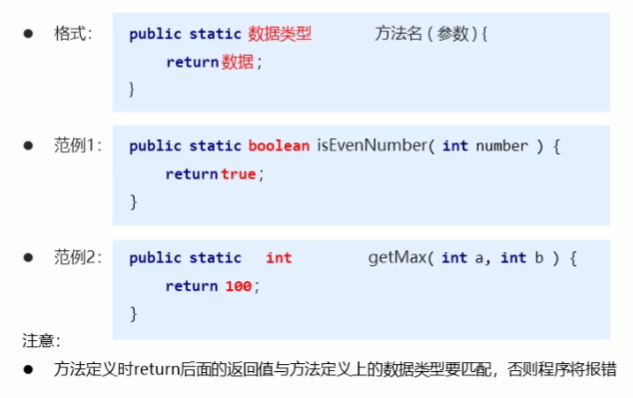 ● 格式： public static 数据类型 方法名 ( 参数 ) {
return 数据 ;
}
● 范例1： public static boolean isEvenNumber( int number ) {
return true ;
}
● 范例2： public static int getMax( int a, int b ) {
return 100 ;
}
注意：
● 方法定义时return后面的返回值与方法定义上的数据类型要匹配，否则程序将报错